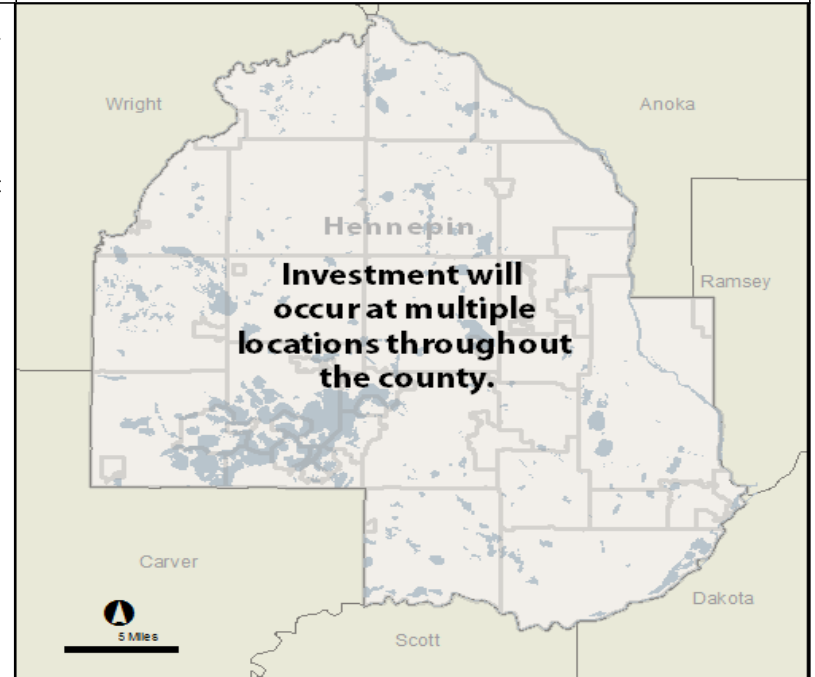 Wright
Anoka
Hennepin
Investment will
occur at multiple
locations throughout
the county.
Ramsey
Carver
Dakota
5 Miles
Scott